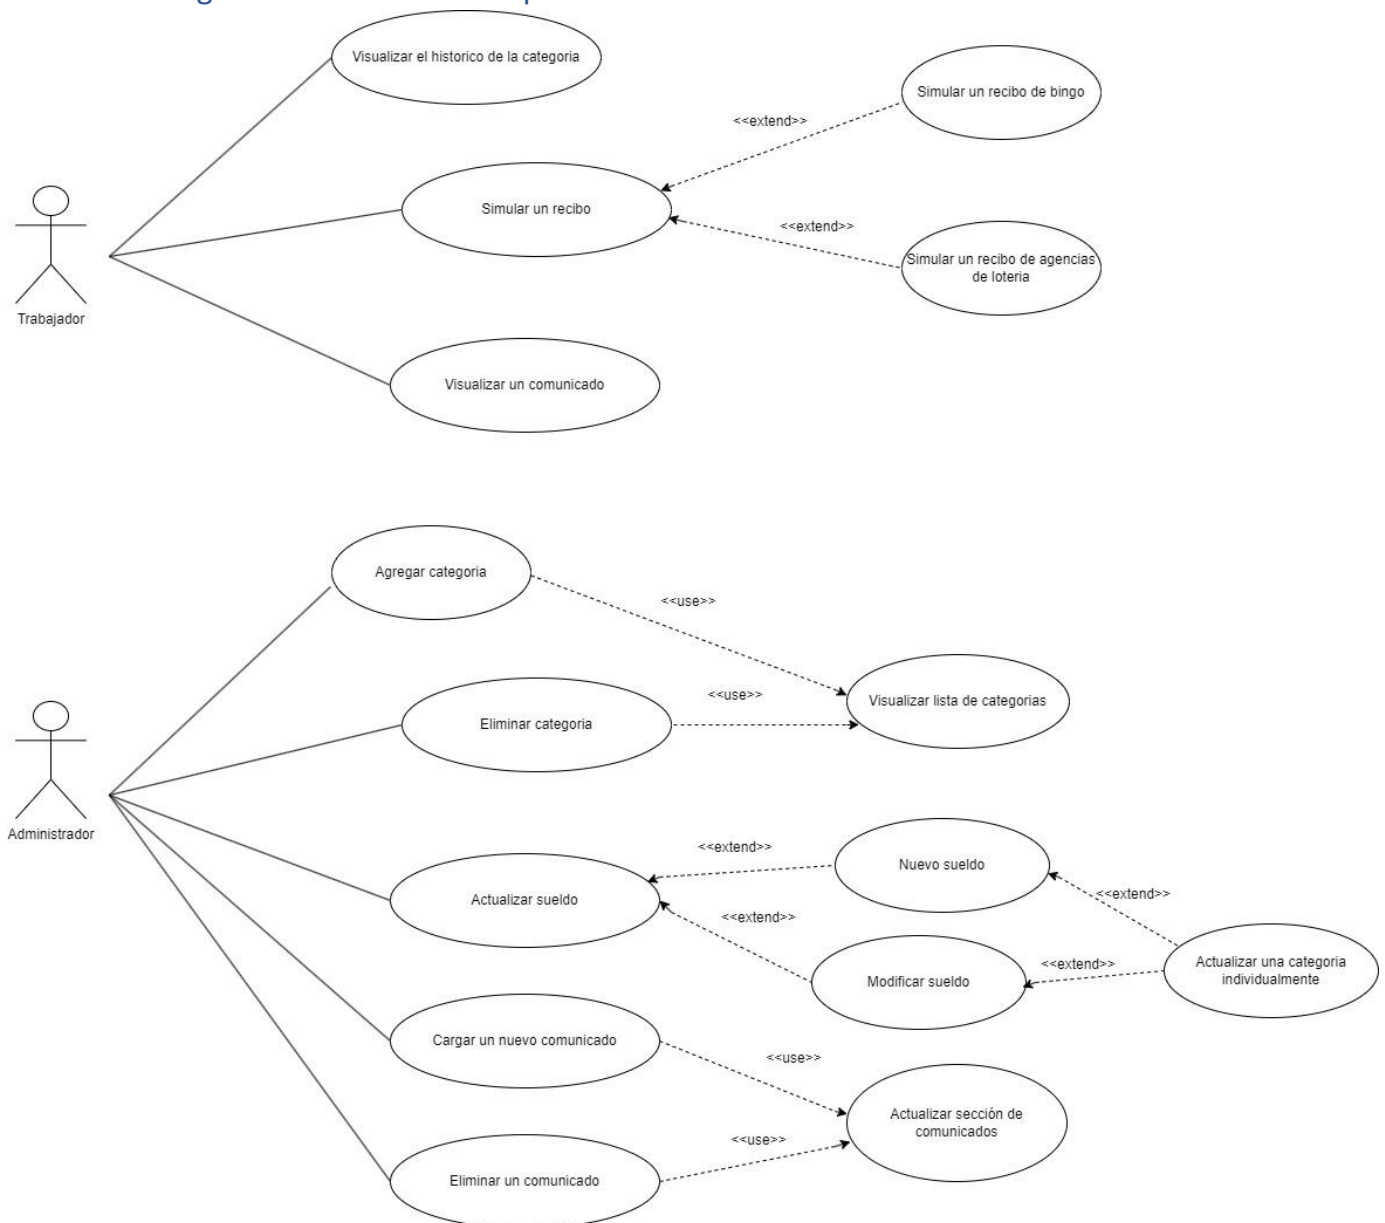 Visualizar el historico de la categoria
Simular un recibo de bingo
<<extend>>
Simular un recibo
<<extend>>
Simular un recibo de agencias
de loteria
Trabajador
Visualizar un comunicado
Agregar categoria
<<use>>
<<use>>
Visualizar lista de categorias
Eliminar categoria
Administrador
<<extend>>
Nuevo sueldo
<<extend>>
Actualizar sueldo
<<extend>>
<<extend>>
Actualizar una categoria
individualmente
Modificar sueldo
Cargar un nuevo comunicado
<<use>>
Actualizar sección de
comunicados
<<use>>
Eliminar un comunicado